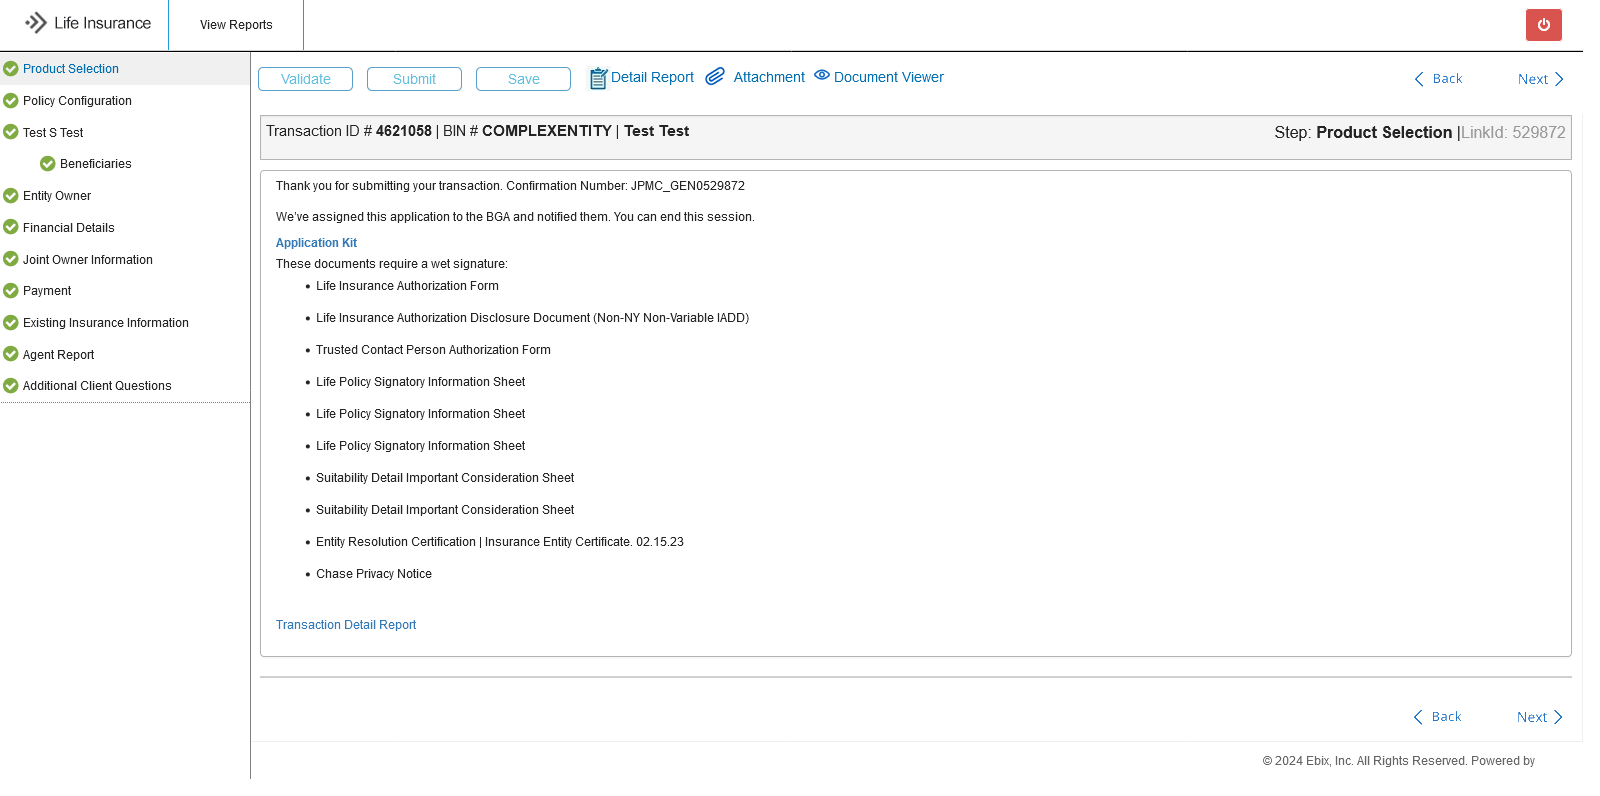 Life Insurance
View Reports
Product Selection
Policy Configuration
Test S Test
Beneficiaries
Entity Owner
Financial Details
Joint Owner Information
Payment
Existing Insurance Information
Agent Report
Additional Client Questions
Validate Submit Save Detail Report Attachment Document Viewer Back Next
Transaction ID # 4621058 | BIN # COMPLEXENTITY | Test Test Step: Product Selection |LinkId: 529872
Thank you for submitting your transaction. Confirmation Number: JPMC_GEN0529872
We've assigned this application to the BGA and notified them. You can end this session.
Application Kit
These documents require a wet signature:
• Life Insurance Authorization Form
• Life Insurance Authorization Disclosure Document (Non-NY Non-Variable IADD)
• Trusted Contact Person Authorization Form
• Life Policy Signatory Information Sheet
• Life Policy Signatory Information Sheet
• Life Policy Signatory Information Sheet
• Suitability Detail Important Consideration Sheet
• Suitability Detail Important Consideration Sheet
• Entity Resolution Certification | Insurance Entity Certificate. 02.15.23
• Chase Privacy Notice
Transaction Detail Report
Back Next
© 2024 Ebix, Inc. All Rights Reserved. Powered by